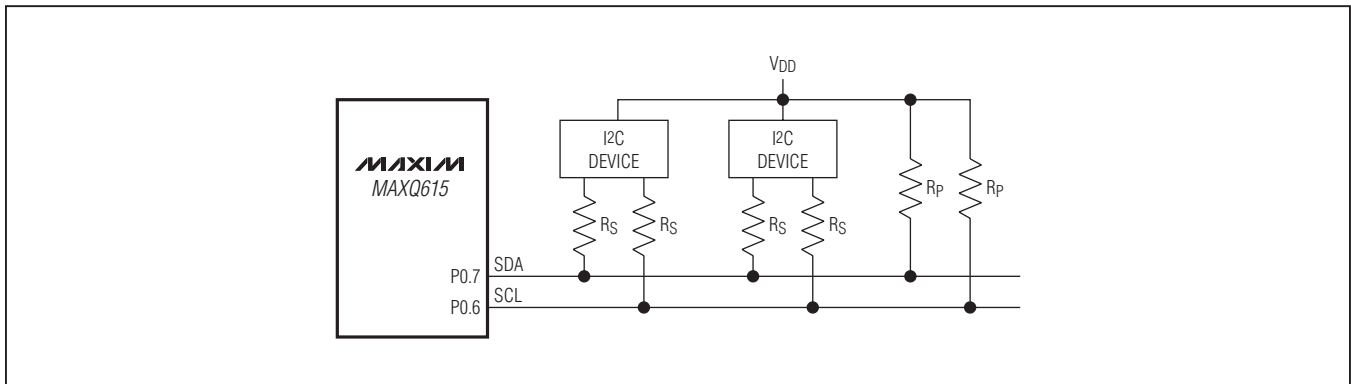 VDD
I2C
DEVICE
I2C
DEVICE
MAXIM
MAXQ615
RS
RS
RS
RS
RP
RP
P0.7
SDA
P0.6
SCL